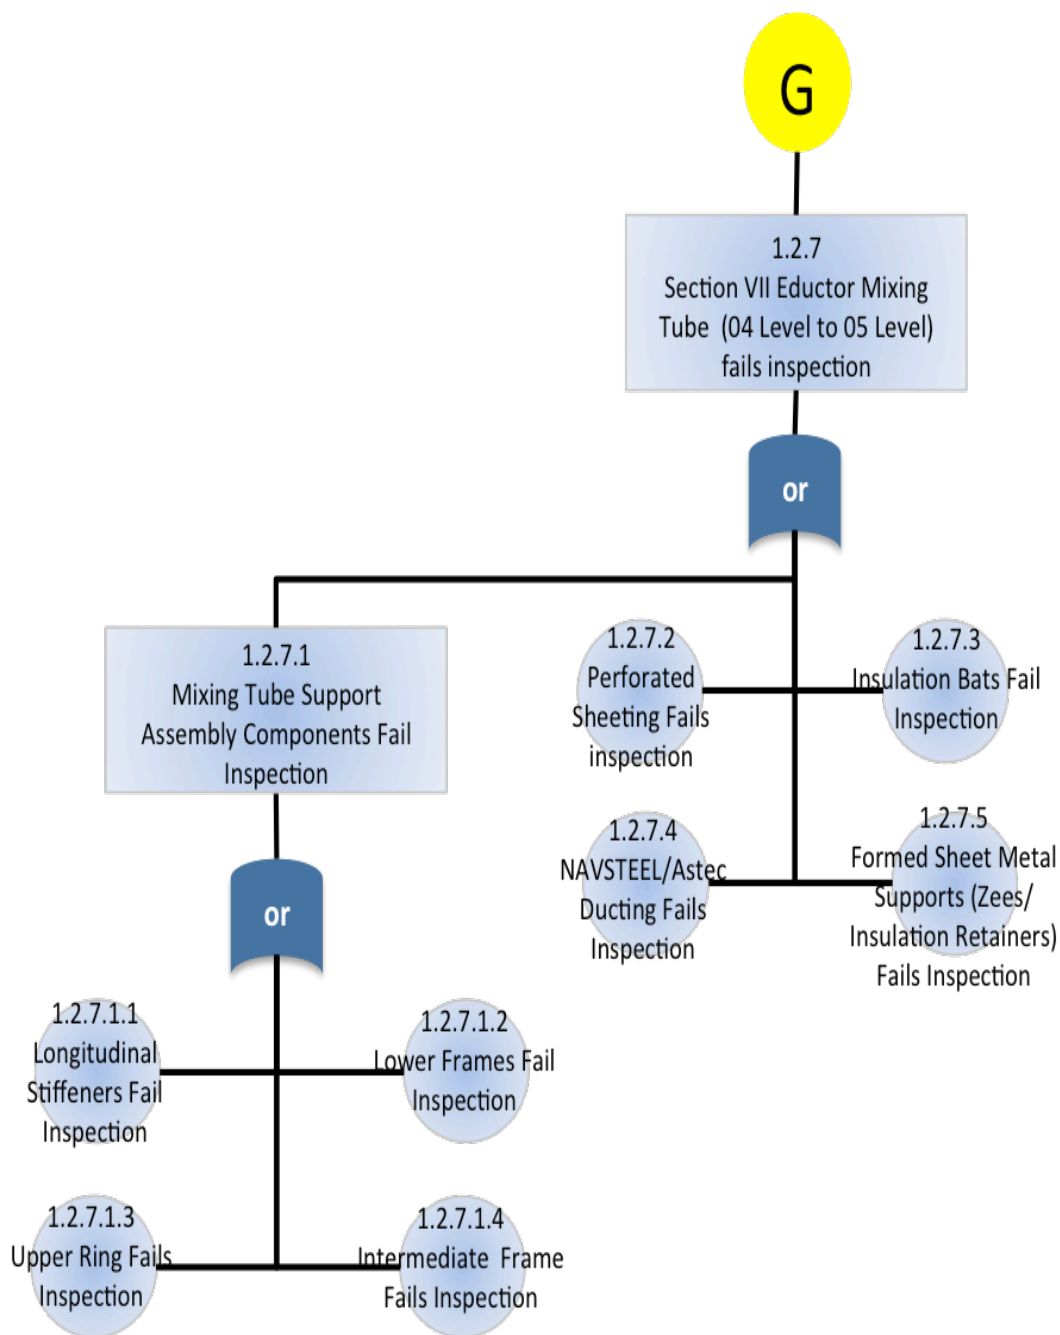 G
1.2.7
Section VII Eductor Mixing
Tube (04 Level to 05 Level)
fails inspection
or
1.2.7.1
Mixing Tube Support
Assembly Components Fail
Inspection
1.2.7.2
Perforated
Sheeting Fails
inspection
1.2.7.3
Insulation Bats Fail
Inspection
1.2.7.4
NAVSTEEL/Astec
Ducting Fails
Inspection
1.2.7.5
Formed Sheet Metal
Supports (Zees/
Insulation Retainers)
Fails Inspection
or
1.2.7.1.1
Longitudinal
Stiffeners Fail
Inspection
1.2.7.1.2
Lower Frames Fail
Inspection
1.2.7.1.3
Upper Ring Fails
Inspection
1.2.7.1.4
Intermediate Frame
Fails Inspection